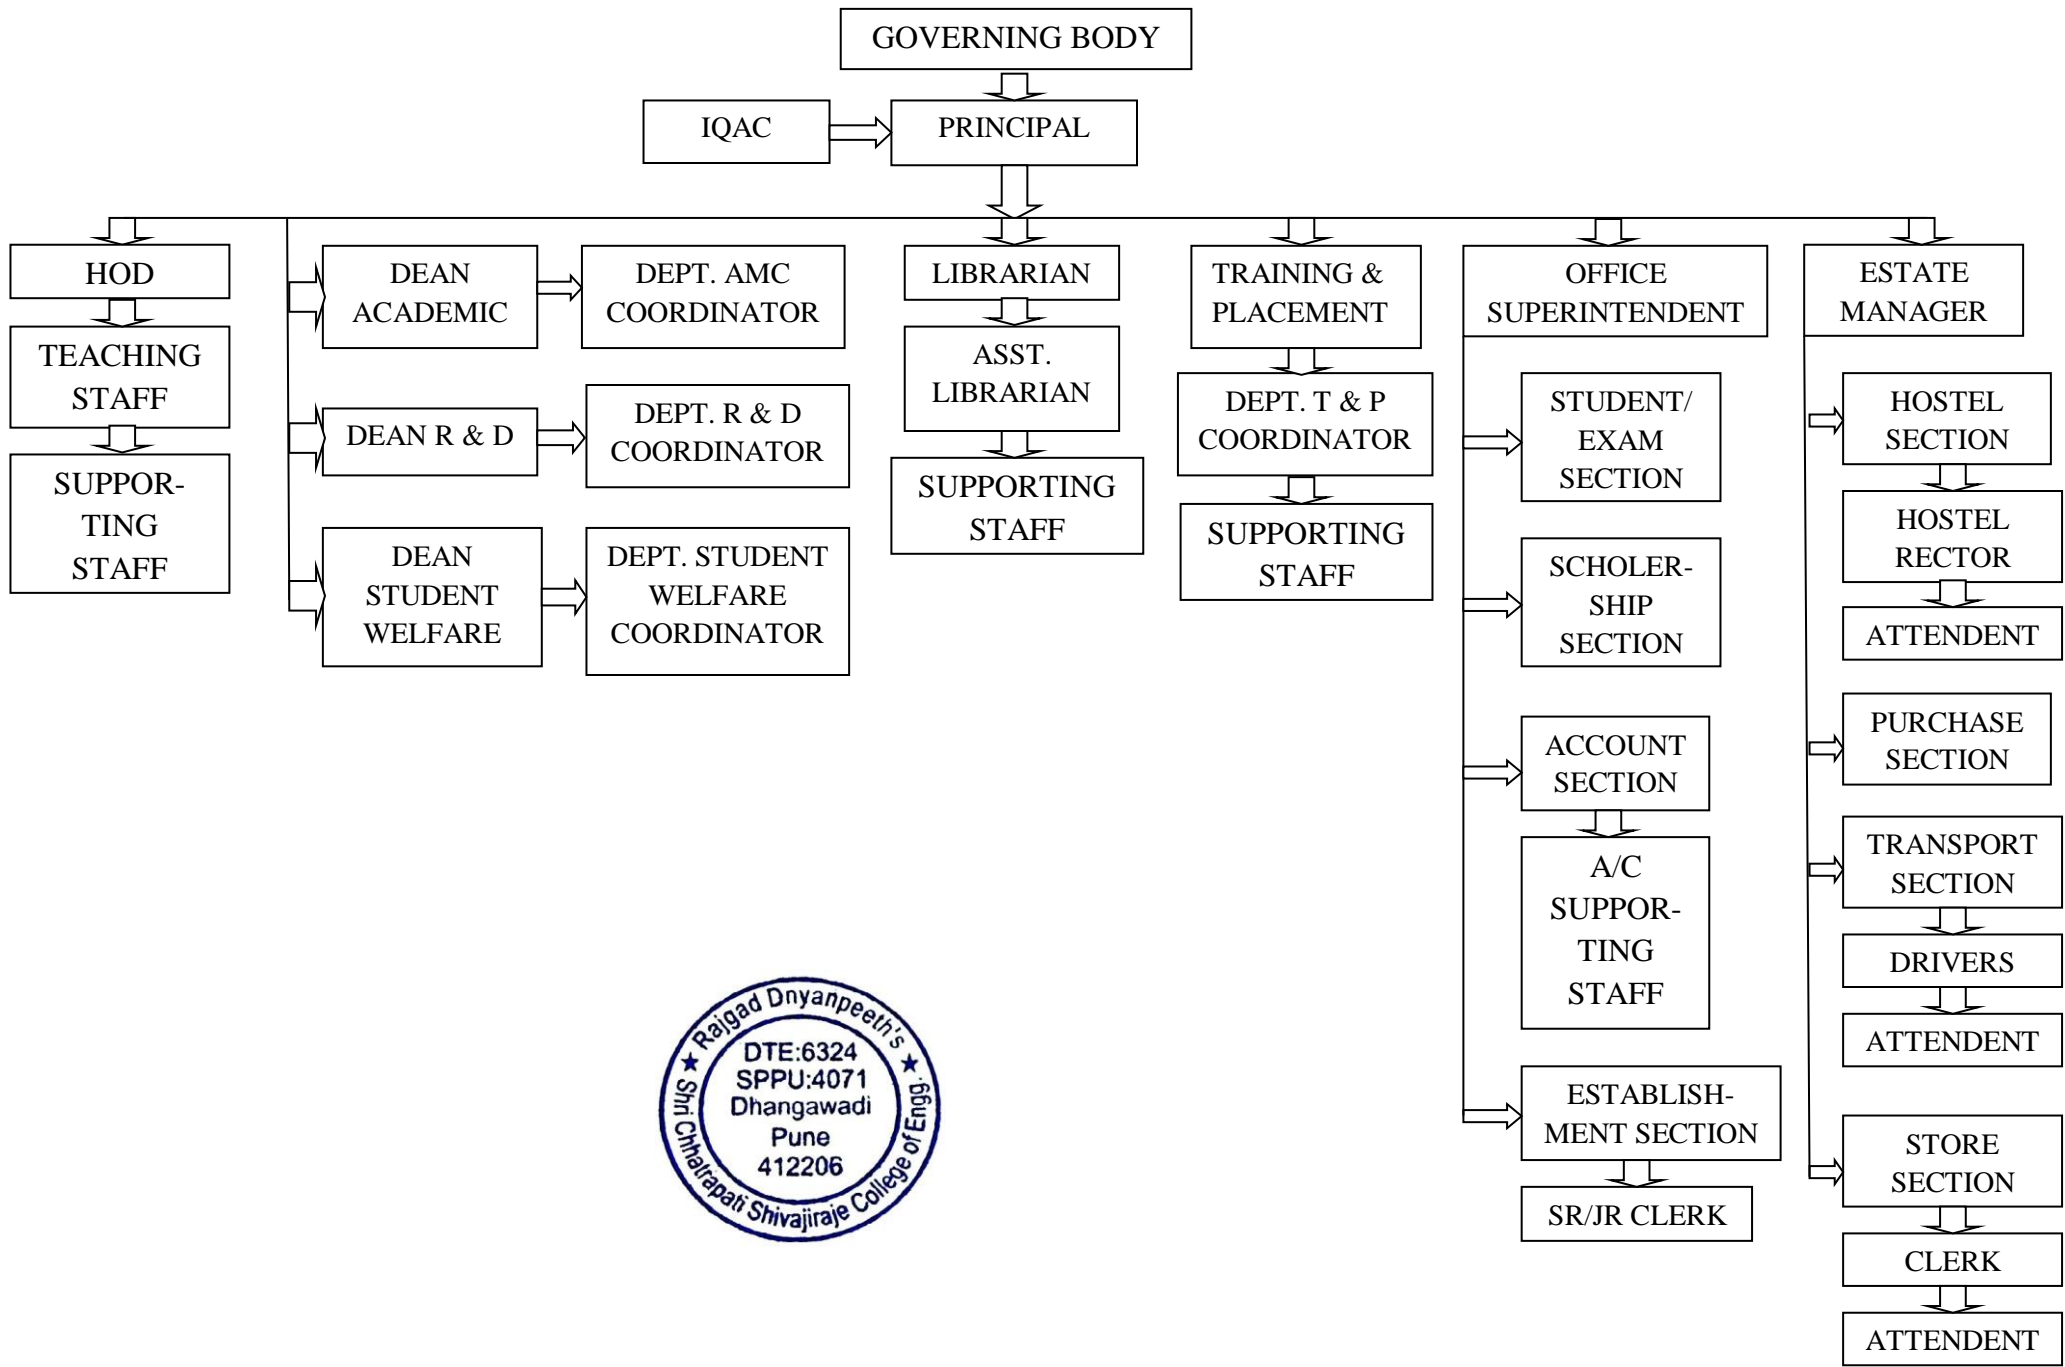 GOVERNING BODY
IQAC
PRINCIPAL
HOD
TEACHING
STAFF
SUPPOR-
TING
STAFF
DEAN
ACADEMIC
DEPT. AMC
COORDINATOR
DEAN R & D
DEPT. R & D
COORDINATOR
DEAN
STUDENT
WELFARE
DEPT. STUDENT
WELFARE
COORDINATOR
LIBRARIAN
ASST.
LIBRARIAN
SUPPORTING
STAFF
TRAINING &
PLACEMENT
DEPT. T & P
COORDINATOR
SUPPORTING
STAFF
OFFICE
SUPERINTENDENT
STUDENT/
EXAM
SECTION
SCHOLER-
SHIP
SECTION
ACCOUNT
SECTION
A/C
SUPPOR-
TING
STAFF
ESTABLISH-
MENT SECTION
SR/JR CLERK
ESTATE
MANAGER
HOSTEL
SECTION
HOSTEL
RECTOR
ATTENDENT
PURCHASE
SECTION
TRANSPORT
SECTION
DRIVERS
ATTENDENT
STORE
SECTION
CLERK
ATTENDENT
Rajgad Dnyanpeeth's
Shri Chhatrapati Shivajiraje College of Engg.
DTE:6324
SPPU:4071
Dhangawadi
Pune
412206